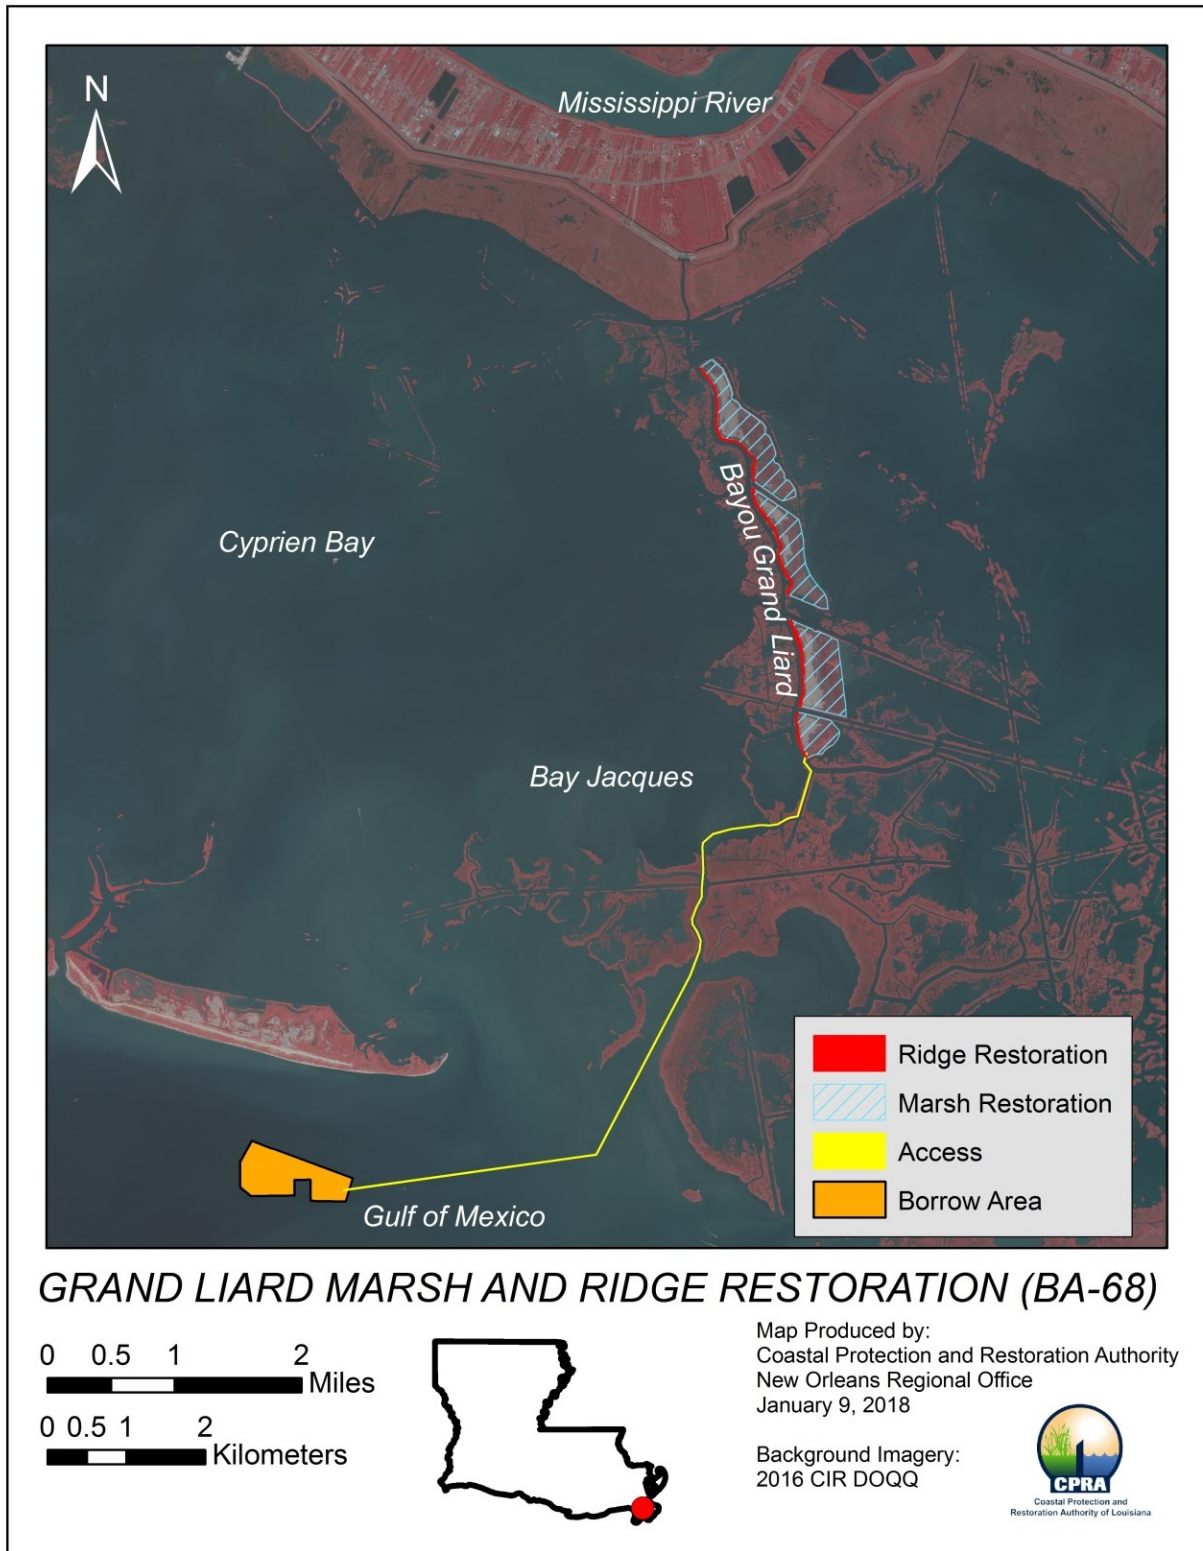 N
Mississippi River
Cyprien Bay
Bayou Grand Liard
Bay Jacques
Gulf of Mexico
Ridge Restoration
Marsh Restoration
Access
Borrow Area
GRAND LIARD MARSH AND RIDGE RESTORATION (BA-68)
0 0.5 1 2
Miles
0 0.5 1 2
Kilometers
Map Produced by:
Coastal Protection and Restoration Authority
New Orleans Regional Office
January 9, 2018
Background Imagery:
2016 CIR DOQQ
CPRA
Coastal Protection and
Restoration Authority of Louisiana